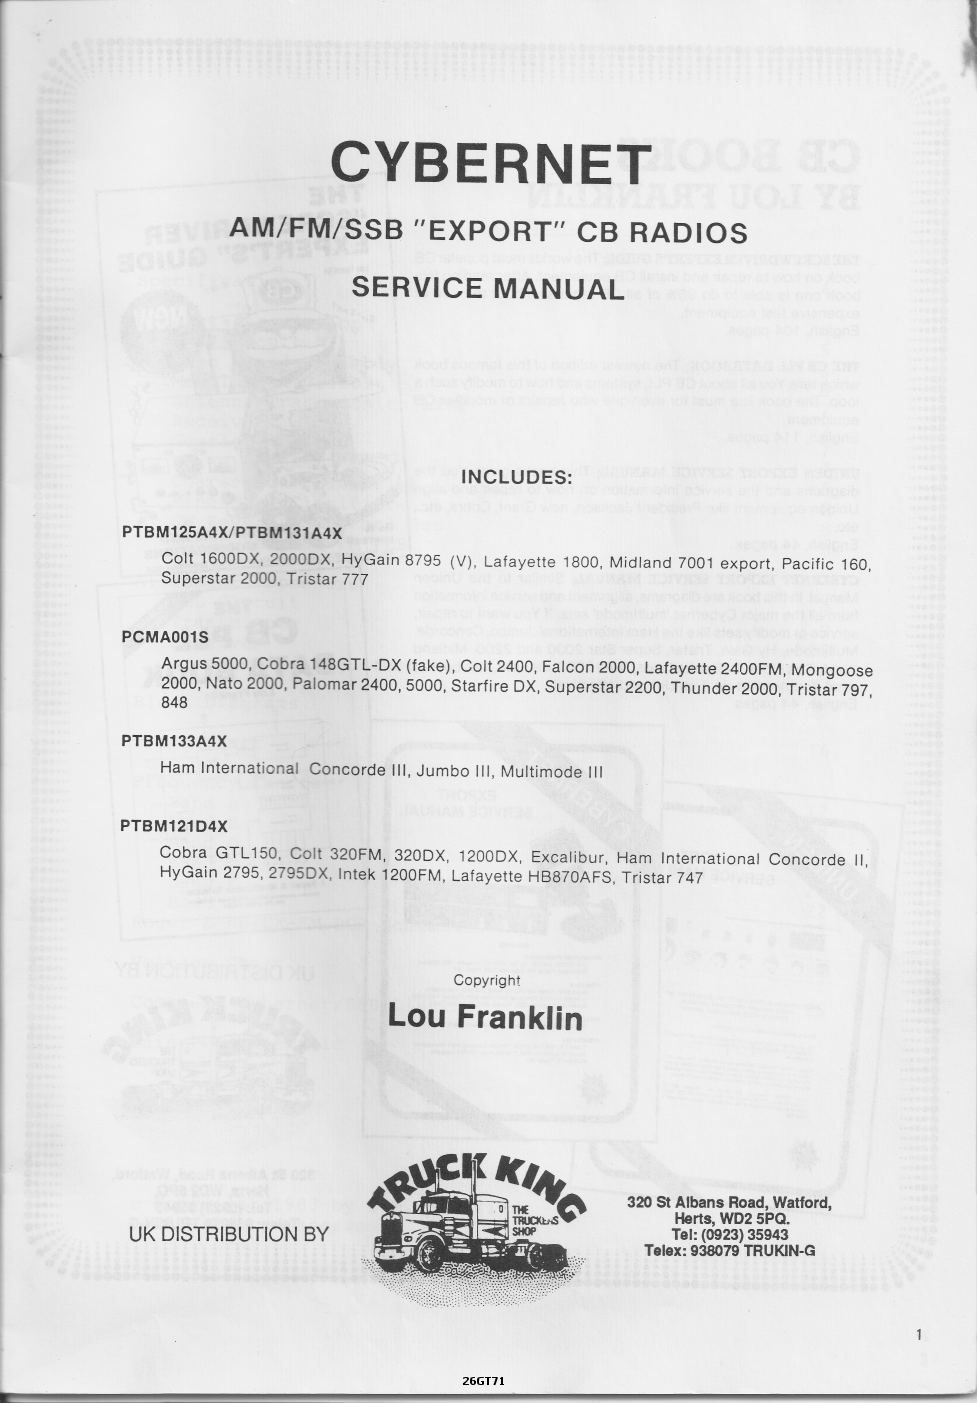 CYBERNET
AM/FM/SSB "EXPORT" CB RADIOS
SERVICE MANUAL
INCLUDES:
PTBM125A4X/PTBM131A4X
Colt 1600DX, 2000DX, HyGain 8795 (V), Lafayette 1800, Midland 7001 export, Pacific 160,
Superstar 2000, Tristar 777
PCMA001S
Argus 5000, Cobra 148GTL-DX (fake), Colt 2400, Falcon 2000, Lafayette 2400FM, Mongoose
2000, Nato 2000, Palomar 2400, 5000, Starfire DX, Superstar 2200, Thunder 2000, Tristar 797,
848
PTBM133A4X
Ham International Concorde III, Jumbo III, Multimode III
PTBM121D4X
Cobra GTL150, Colt 320FM, 320DX, 1200DX, Excalibur, Ham International Concorde II,
HyGain 2795, 2795DX, Intek 1200FM, Lafayette HB870AFS, Tristar 747
Copyright
Lou Franklin
UK DISTRIBUTION BY
TRUCK KING
THE
TRUCKERS
SHOP
320 St Albans Road, Watford,
Herts, WD2 5PQ.
Tel: (0923) 35943
Telex: 938079 TRUKIN-G
1
26GT71